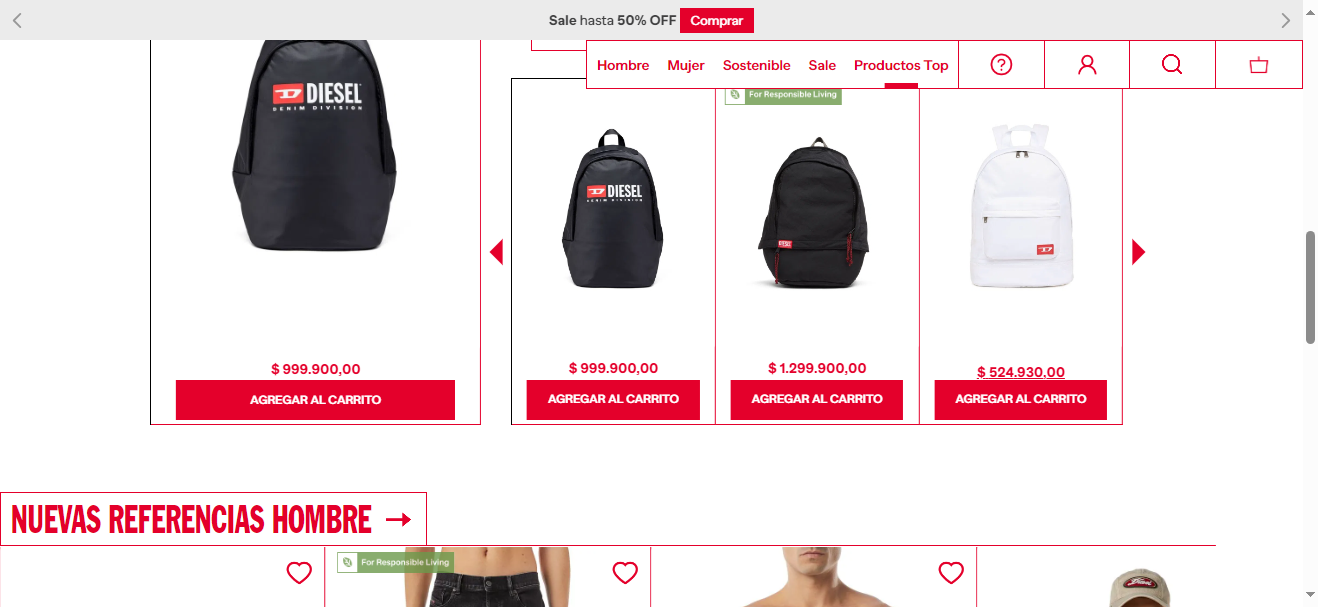 Sale hasta 50% OFF Comprar
Hombre Mujer Sostenible Sale Productos Top
For Responsible Living
DIESEL
DENIM DIVISION
DIESEL
DENIM DIVISION
DIESEL
$ 999.900,00
AGREGAR AL CARRITO
$ 999.900,00
AGREGAR AL CARRITO
$ 1.299.900,00
AGREGAR AL CARRITO
$ 524.930,00
AGREGAR AL CARRITO
NUEVAS REFERENCIAS HOMBRE →
For Responsible Living